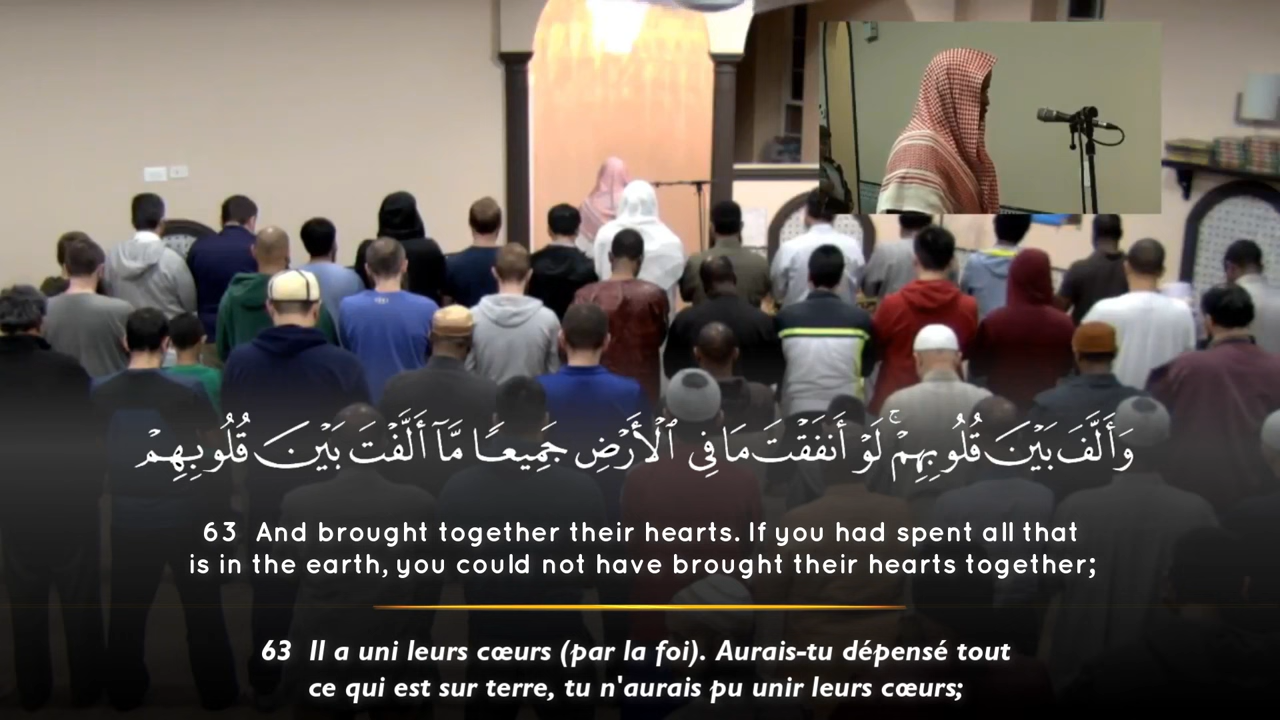 وَأَلَّفَ بَيْنَ قُلُوبِهِمْ ۚ لَوْ أَنفَقْتَ مَا فِى ٱلْأَرْضِ جَمِيعًا مَّآ أَلَّفْتَ بَيْنَ قُلُوبِهِمْ
63 And brought together their hearts. If you had spent all that
is in the earth, you could not have brought their hearts together;
63 Il a uni leurs cœurs (par la foi). Aurais-tu dépensé tout
ce qui est sur terre, tu n'aurais pu unir leurs cœurs;